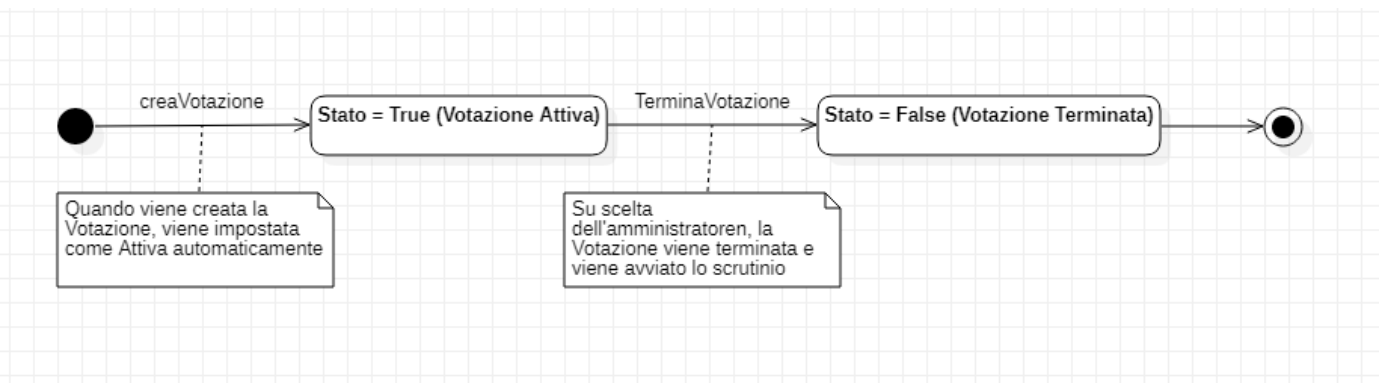 creaVotazione
Stato = True (Votazione Attiva)
TerminaVotazione
Stato = False (Votazione Terminata)
Quando viene creata la
Votazione, viene impostata
come Attiva automaticamente
Su scelta
dell'amministratoren, la
Votazione viene terminata e
viene avviato lo scrutinio